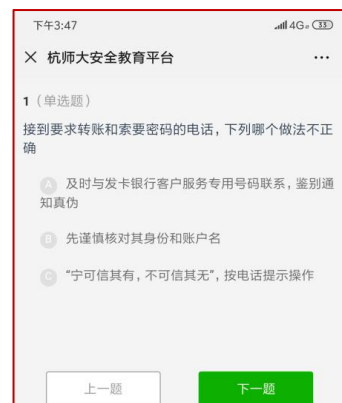 下午3:47 4G 33
× 杭师大安全教育平台 ...
1（单选题）
接到要求转账和索要密码的电话，下列哪个做法不正
确
A 及时与发卡银行客户服务专用号码联系，鉴别通
知真伪
B 先谨慎核对其身份和账户名
C “宁可信其有，不可信其无”，按电话提示操作
上一题 下一题